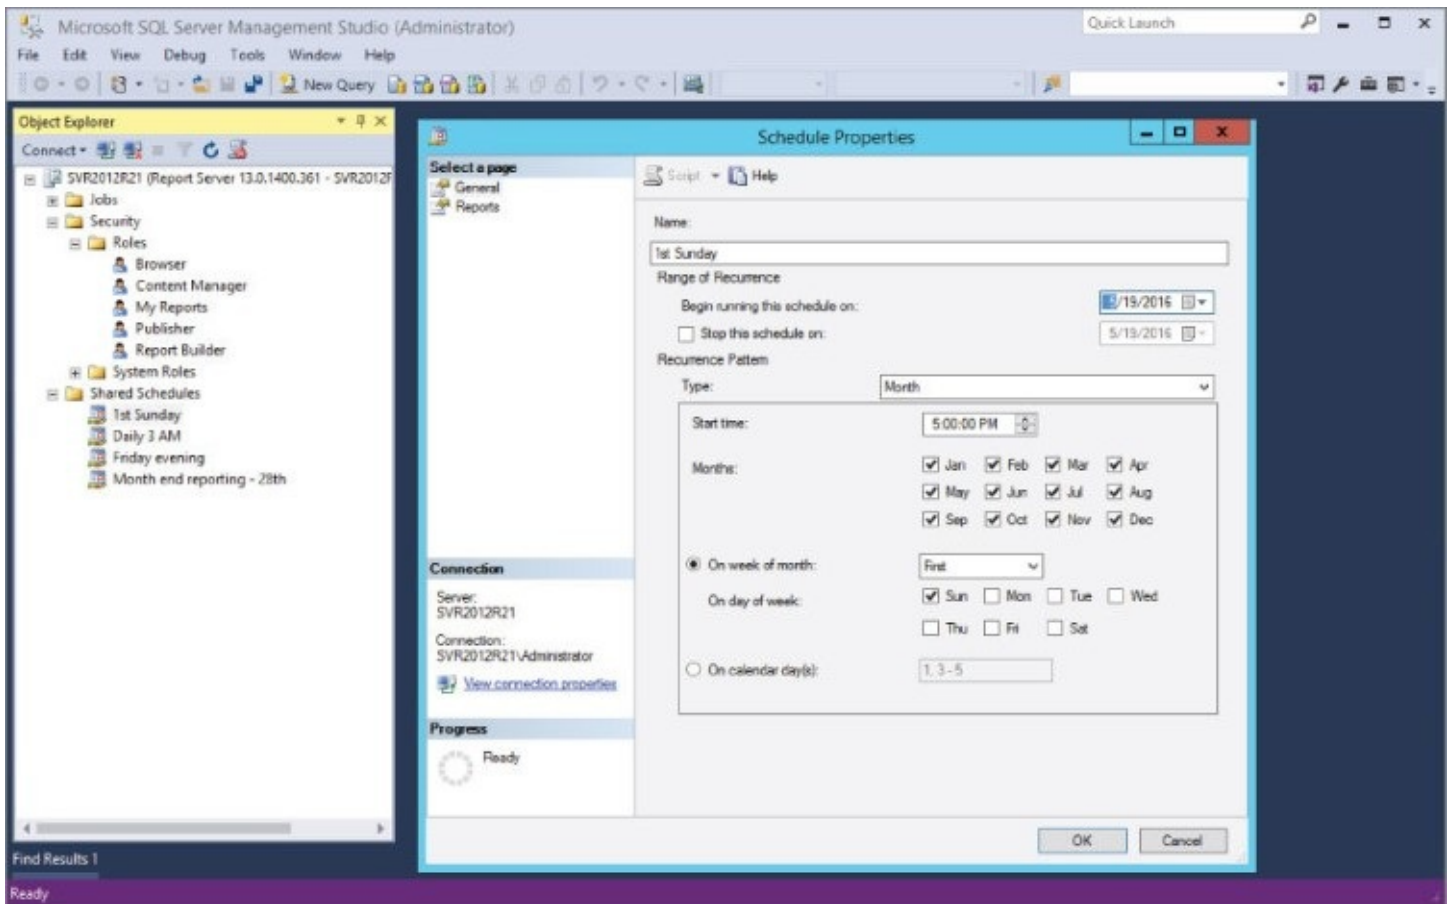 Microsoft SQL Server Management Studio (Administrator)
Quick Launch
File Edit View Debug Tools Window Help
New Query
Object Explorer
Connect
SVR2012R21 (Report Server 13.0.1400.361 - SVR2012R
Jobs
Security
Roles
Browser
Content Manager
My Reports
Publisher
Report Builder
System Roles
Shared Schedules
1st Sunday
Daily 3 AM
Friday evening
Month end reporting - 28th
Find Results 1
Ready
Schedule Properties
Select a page
General
Reports
Connection
Server:
SVR2012R21
Connection:
SVR2012R21\Administrator
View connection properties
Progress
Ready
Script Help
Name:
1st Sunday
Range of Recurrence
Begin running this schedule on: /19/2016
Stop this schedule on: 5/19/2016
Recurrence Pattern
Type: Month
Start time: 5:00:00 PM
Months: Jan Feb Mar Apr
May Jun Jul Aug
Sep Oct Nov Dec
On week of month: First
On day of week: Sun Mon Tue Wed
Thu Fri Sat
On calendar day(s): 1, 3-5
OK Cancel